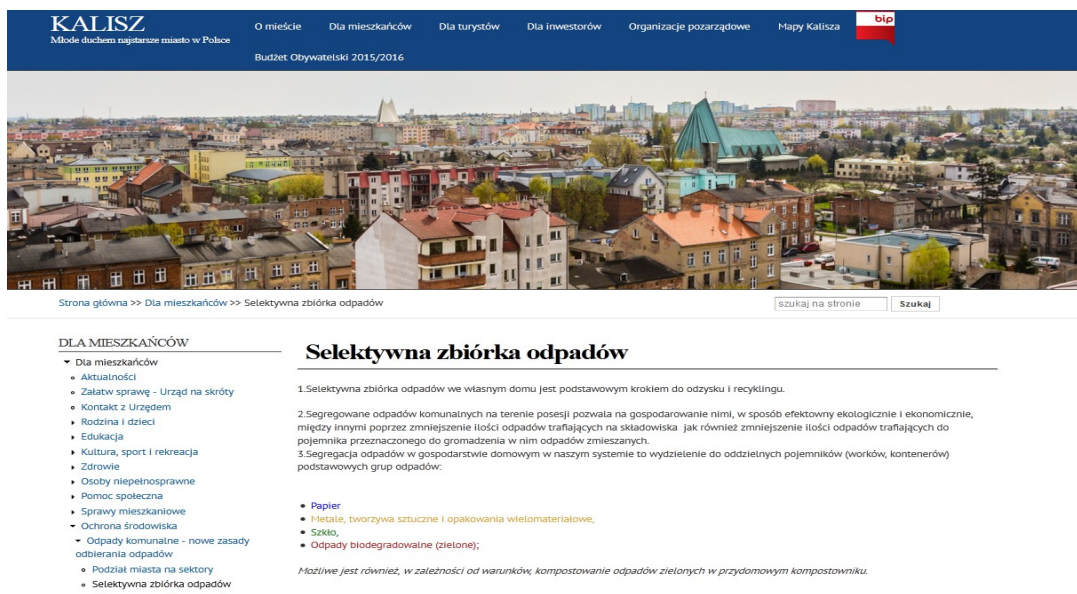 KALISZ
Młode duchem najstarsze miasto w Polsce
O mieście Dla mieszkańców Dla turystów Dla inwestorów Organizacje pozarządowe Mapy Kalisza bip
Budżet Obywatelski 2015/2016
Strona główna >> Dla mieszkańców >> Selektywna zbiórka odpadów
szukaj na stronie Szukaj
DLA MIESZKAŃCÓW
Dla mieszkańców
Aktualności
Załatw sprawę - Urząd na skróty
Kontakt z Urzędem
Rodzina i dzieci
Edukacja
Kultura, sport i rekreacja
Zdrowie
Osoby niepełnosprawne
Pomoc społeczna
Sprawy mieszkaniowe
Ochrona środowiska
Odpady komunalne - nowe zasady
odbierania odpadów
Podział miasta na sektory
Selektywna zbiórka odpadów
Selektywna zbiórka odpadów
1.Selektywna zbiórka odpadów we własnym domu jest podstawowym krokiem do odzysku i recyklingu.
2.Segregowane odpadów komunalnych na terenie posesji pozwala na gospodarowanie nimi, w sposób efektowny ekologicznie i ekonomicznie,
między innymi poprzez zmniejszenie ilości odpadów trafiających na składowiska jak również zmniejszenie ilości odpadów trafiających do
pojemnika przeznaczonego do gromadzenia w nim odpadów zmieszanych.
3.Segregacja odpadów w gospodarstwie domowym w naszym systemie to wydzielenie do oddzielnych pojemników (worków, kontenerów)
podstawowych grup odpadów:
Papier
Metale, tworzywa sztuczne i opakowania wielomateriałowe,
Szkło,
Odpady biodegradowalne (zielone);
Możliwe jest również, w zależności od warunków, kompostowanie odpadów zielonych w przydomowym kompostowniku.